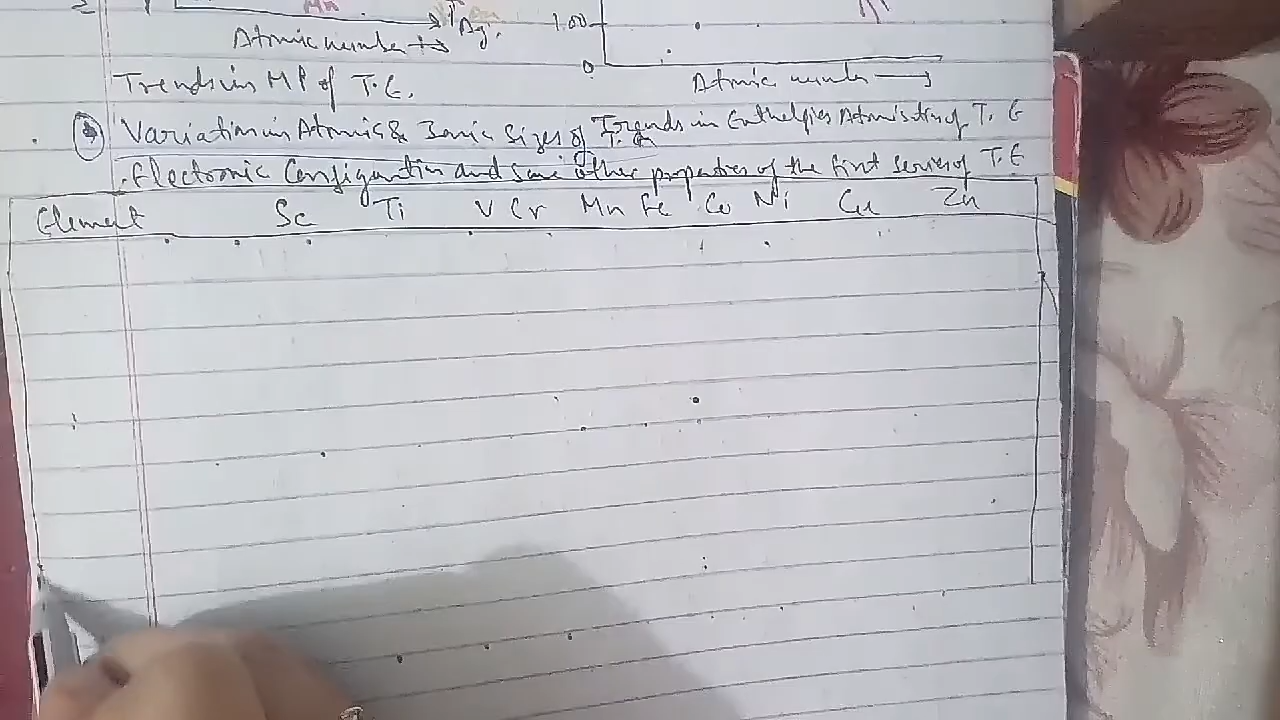 Mn
Ag.
Atomic number →
1.00
0
Atomic number →
Trends in MP of T.E.
Variation in Atomic & Ionic Sizes of T.E
Trends in Enthalpies Atomisation of T.E
Electronic Configuration and some other properties of the first series of T.E
Element Sc Ti V Cr Mn Fe Co Ni Cu Zn